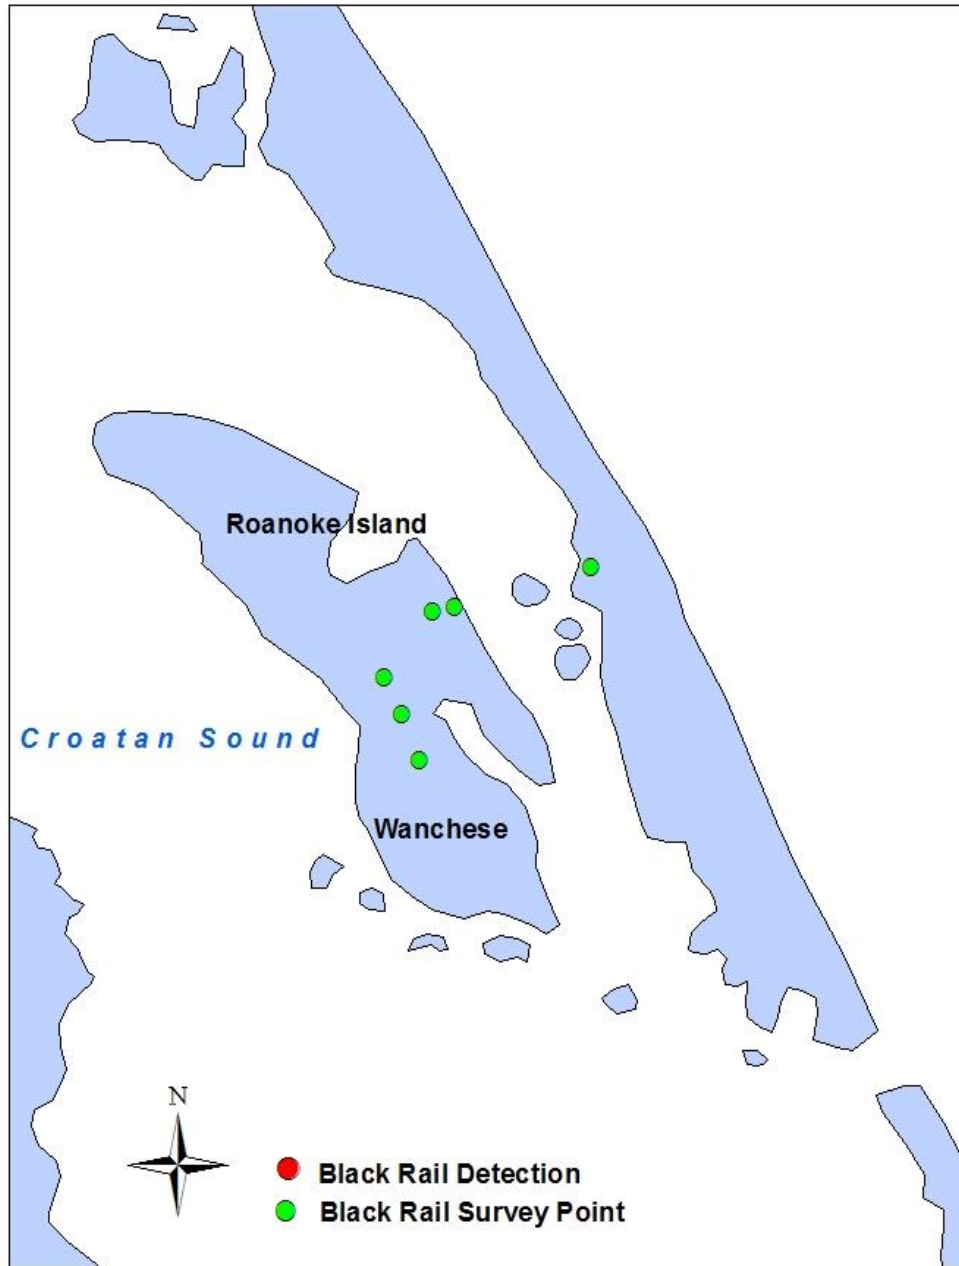 Roanoke Island
Croatan Sound
Wanchese
N
Black Rail Detection
Black Rail Survey Point